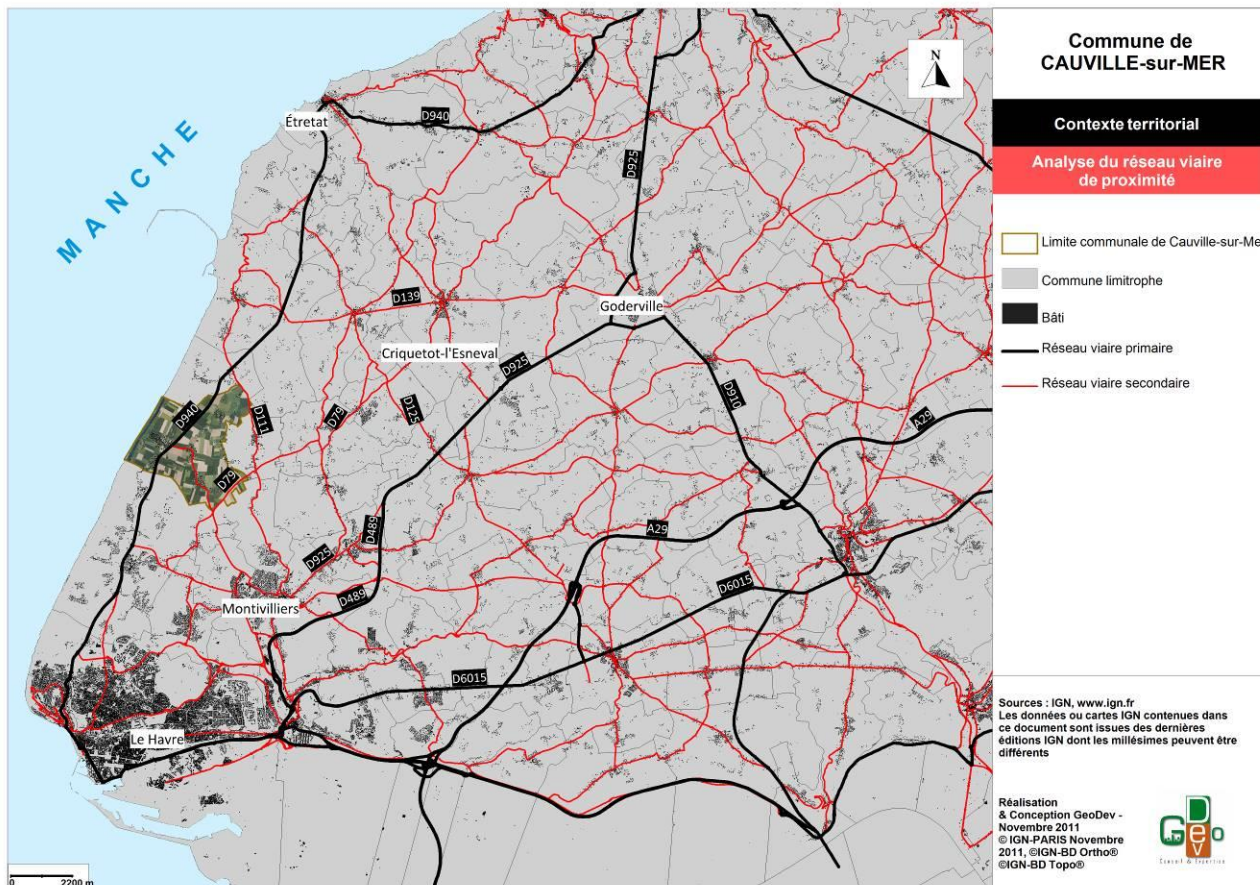 MANCHE
Étretat
D940
D925
N
D139
Goderville
Criquetot-l'Esneval
D925
D940
D111
D79
D125
D910
A29
D79
D489
D925
A29
D489
D6015
Montivilliers
D6015
Le Havre
0 2200 m
Commune de
CAUVILLE-sur-MER
Contexte territorial
Analyse du réseau viaire
de proximité
Limite communale de Cauville-sur-Me
Commune limitrophe
Bâti
Réseau viaire primaire
Réseau viaire secondaire
Sources : IGN, www.ign.fr
Les données ou cartes IGN contenues dans
ce document sont issues des dernières
éditions IGN dont les millésimes peuvent être
différents
Réalisation
& Conception GeoDev -
Novembre 2011
© IGN-PARIS Novembre
2011, ©IGN-BD Ortho®
©IGN-BD Topo®
GeoDev
Conseil & Expertise